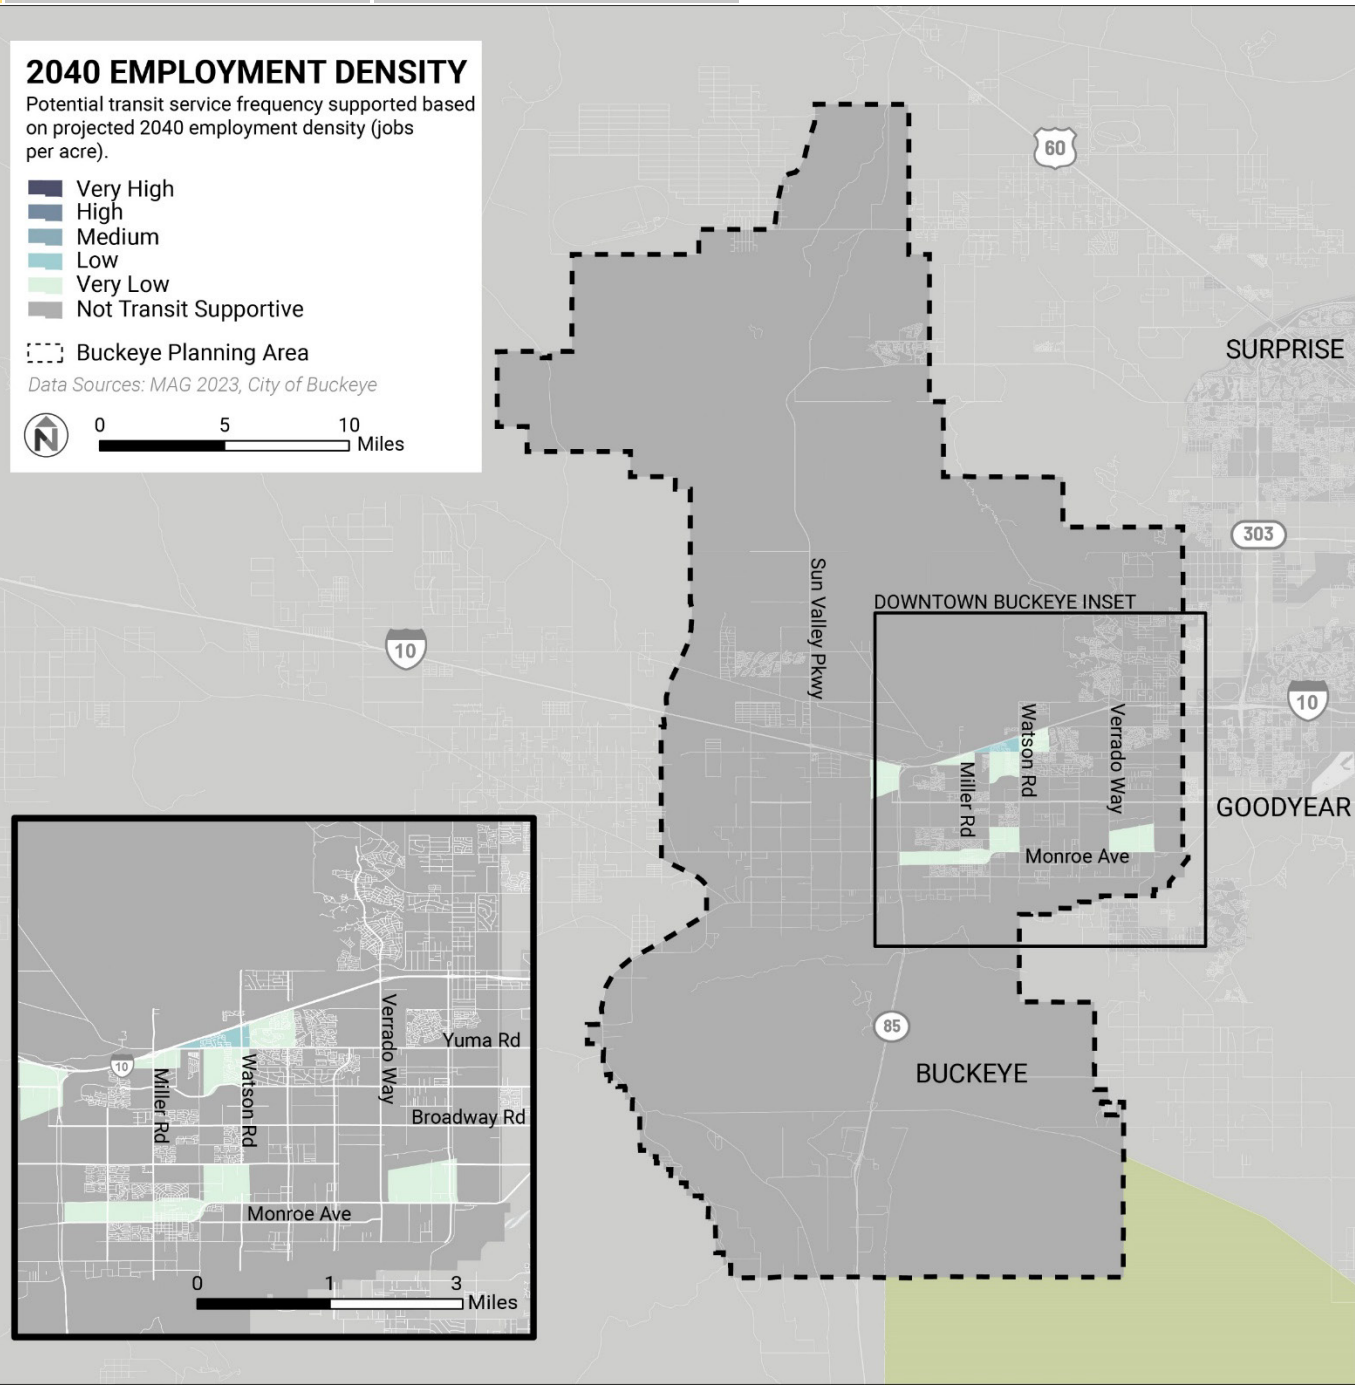 2040 EMPLOYMENT DENSITY
Potential transit service frequency supported based
on projected 2040 employment density (jobs
per acre).
Very High
High
Medium
Low
Very Low
Not Transit Supportive
Buckeye Planning Area
Data Sources: MAG 2023, City of Buckeye
N
0 5 10
Miles
60
SURPRISE
303
Sun Valley Pkwy
DOWNTOWN BUCKEYE INSET
10
10
Watson Rd
Verrado Way
Miller Rd
GOODYEAR
Monroe Ave
85
BUCKEYE
Verrado Way
Yuma Rd
10
Miller Rd
Watson Rd
Broadway Rd
Monroe Ave
0 1 3
Miles